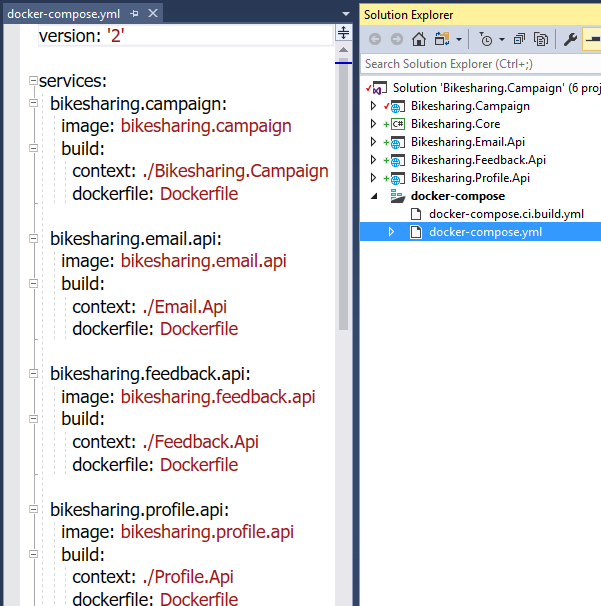 docker-compose.yml
version: '2'
services:
bikesharing.campaign:
image: bikesharing.campaign
build:
context: ./Bikesharing.Campaign
dockerfile: Dockerfile
bikesharing.email.api:
image: bikesharing.email.api
build:
context: ./Email.Api
dockerfile: Dockerfile
bikesharing.feedback.api:
image: bikesharing.feedback.api
build:
context: ./Feedback.Api
dockerfile: Dockerfile
bikesharing.profile.api:
image: bikesharing.profile.api
build:
context: ./Profile.Api
dockerfile: Dockerfile
Solution Explorer
Search Solution Explorer (Ctrl+;)
Solution 'Bikesharing.Campaign' (6 proj
Bikesharing.Campaign
C# Bikesharing.Core
Bikesharing.Email.Api
Bikesharing.Feedback.Api
Bikesharing.Profile.Api
docker-compose
docker-compose.ci.build.yml
docker-compose.yml